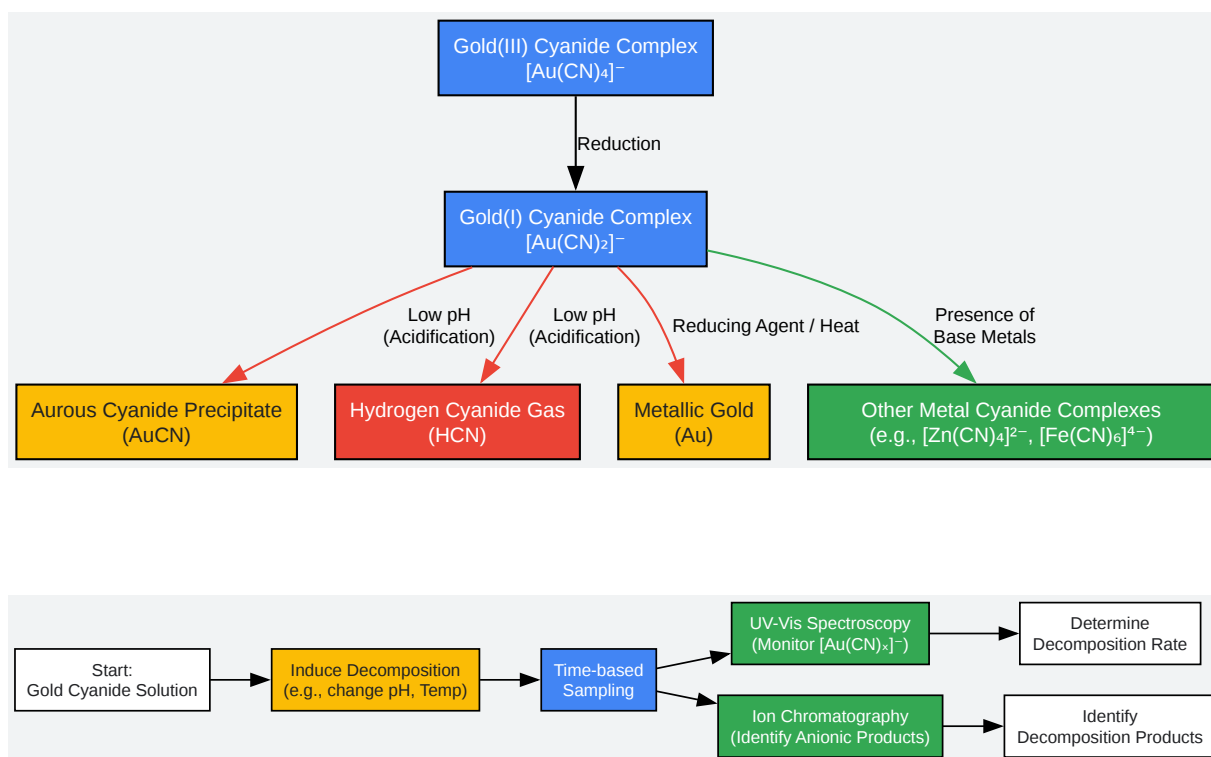 Gold(III) Cyanide Complex
[Au(CN)₄]⁻
Reduction
Gold(I) Cyanide Complex
[Au(CN)₂]⁻
Low pH
(Acidification)
Low pH
(Acidification)
Reducing Agent / Heat
Presence of
Base Metals
Aurous Cyanide Precipitate
(AuCN)
Hydrogen Cyanide Gas
(HCN)
Metallic Gold
(Au)
Other Metal Cyanide Complexes
(e.g., [Zn(CN)₄]²⁻, [Fe(CN)₆]⁴⁻)
Start:
Gold Cyanide Solution
Induce Decomposition
(e.g., change pH, Temp)
Time-based
Sampling
UV-Vis Spectroscopy
(Monitor [Au(CN)ₓ]⁻)
Determine
Decomposition Rate
Ion Chromatography
(Identify Anionic Products)
Identify
Decomposition Products